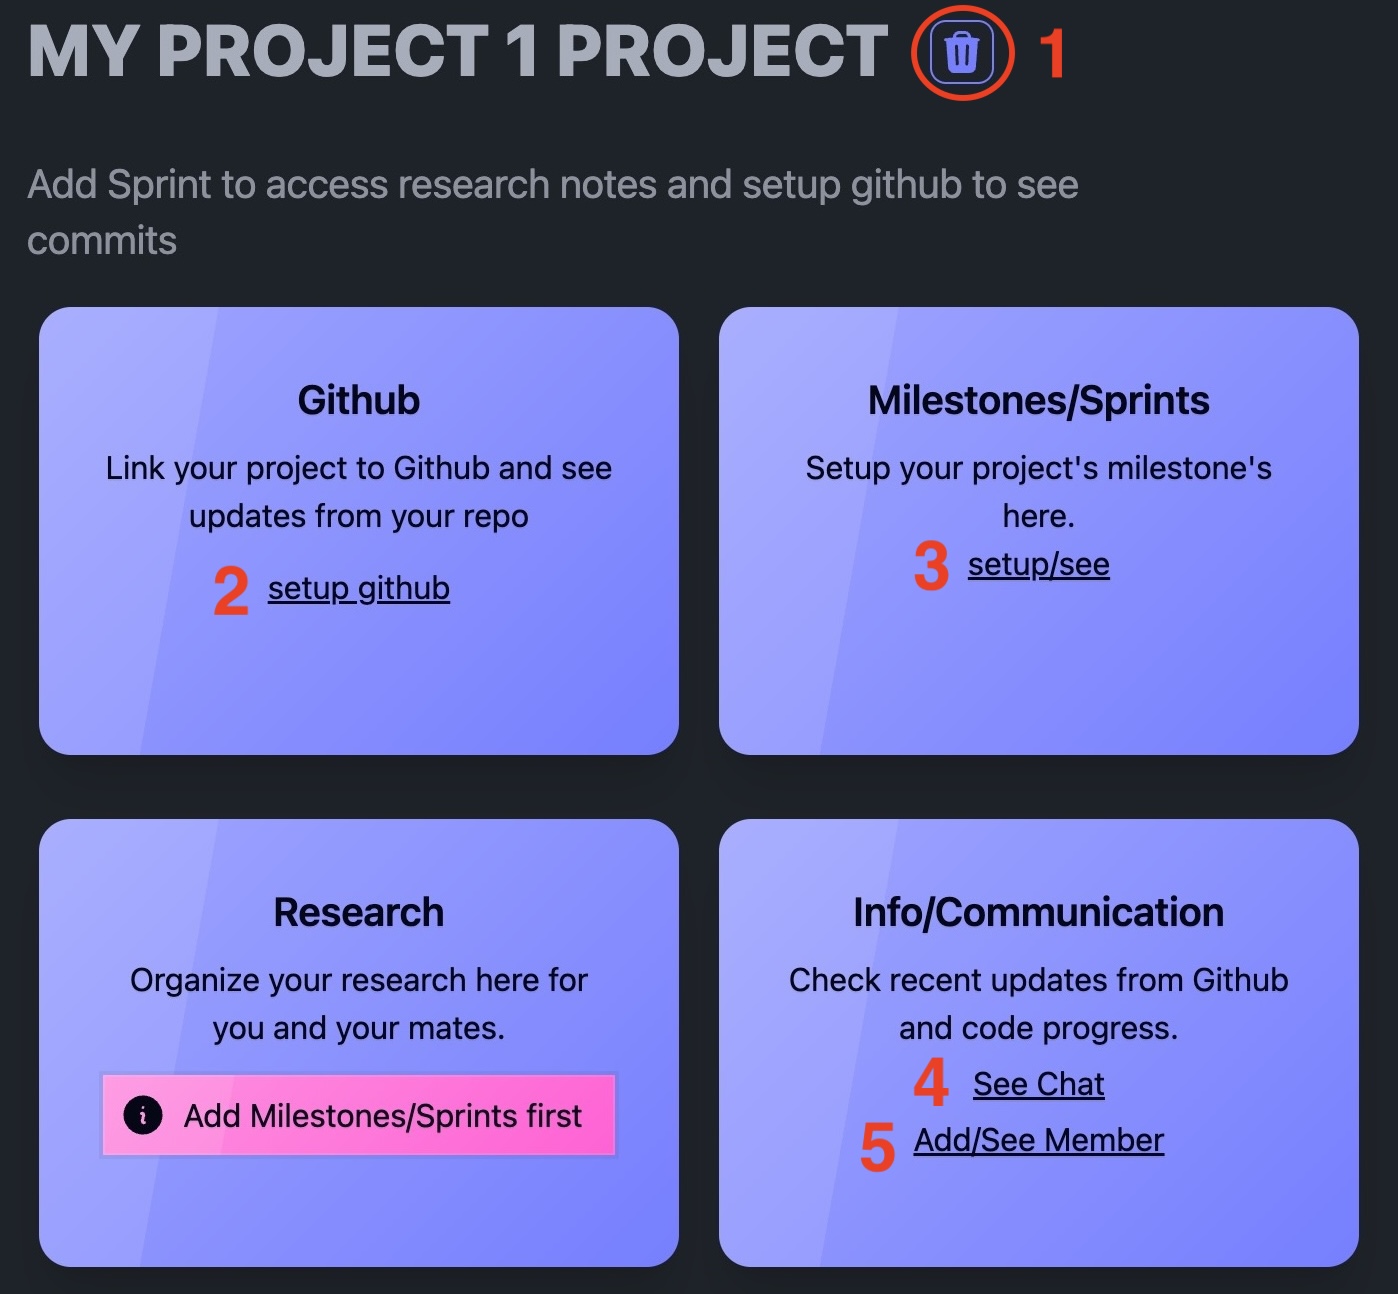 MY PROJECT 1 PROJECT 1
Add Sprint to access research notes and setup github to see
commits
Github
Link your project to Github and see
updates from your repo
2 setup github
Milestones/Sprints
Setup your project's milestone's
here.
3 setup/see
Research
Organize your research here for
you and your mates.
i Add Milestones/Sprints first
Info/Communication
Check recent updates from Github
and code progress.
4 See Chat
5 Add/See Member